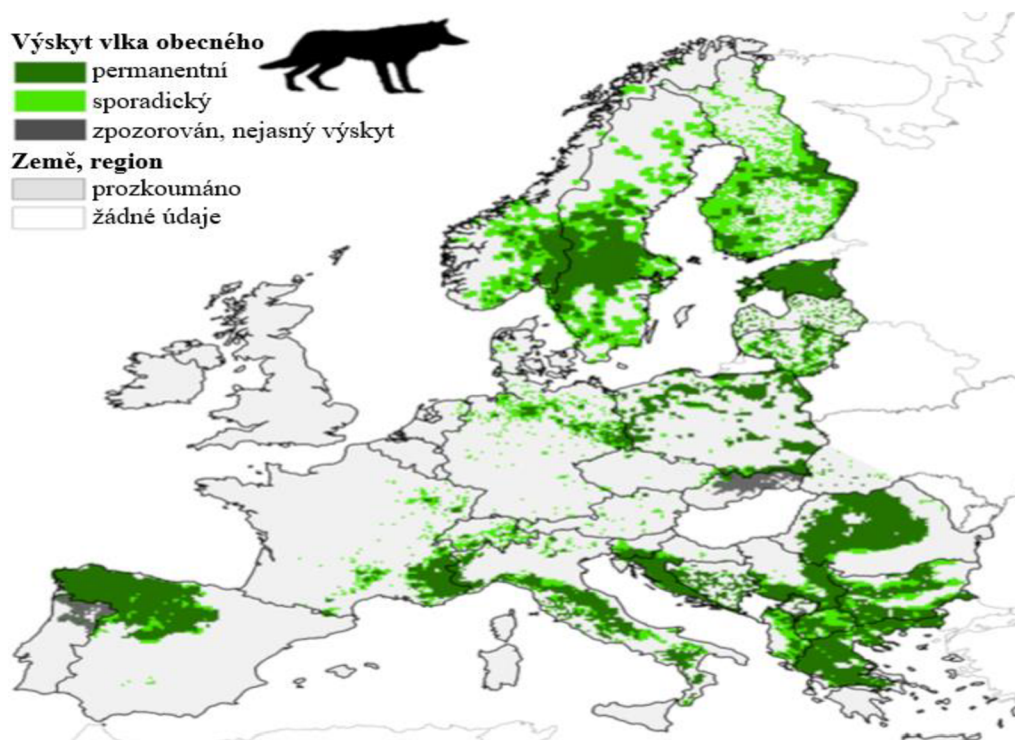 Výskyt vlka obecného
permanentní
sporadický
zpozorován, nejasný výskyt
Země, region
prozkoumáno
žádné údaje